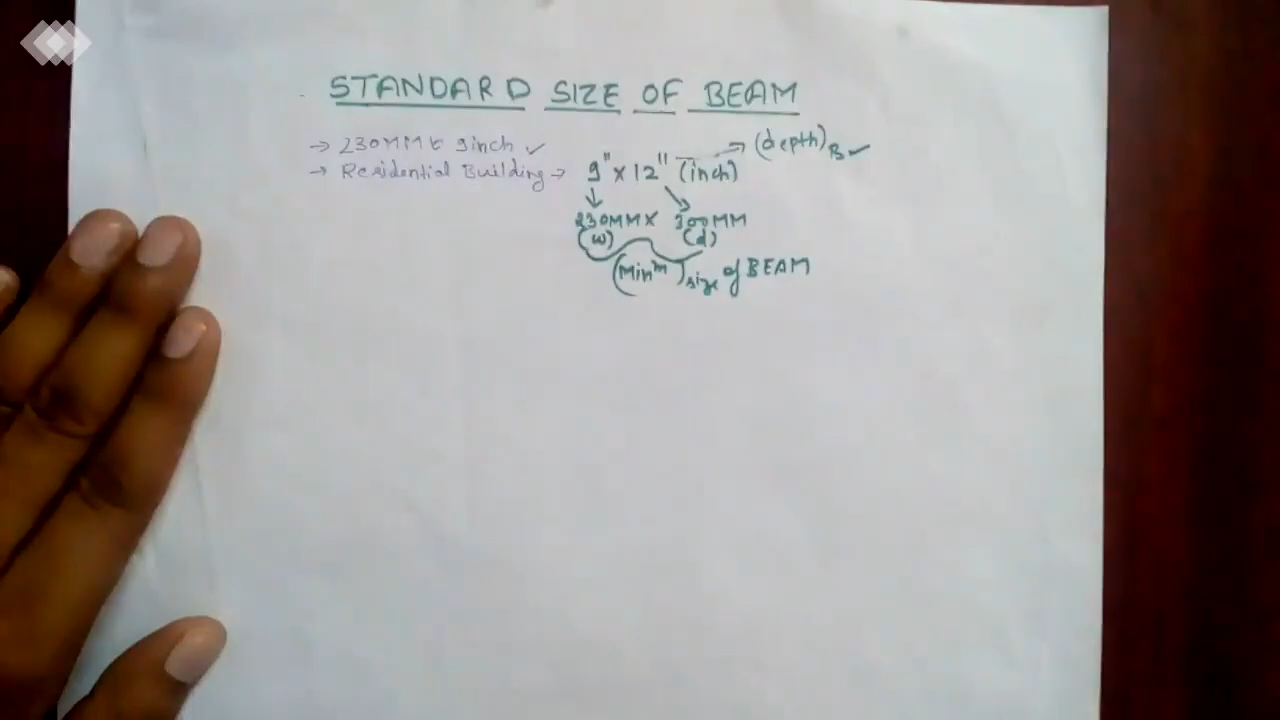 STANDARD SIZE OF BEAM
→ 230MM & 9inch ✓
→ (depth)B ✓
→ Residential Building → 9" x 12" (inch)
230MM x 300MM
(w) (d)
(Minm) size of BEAM